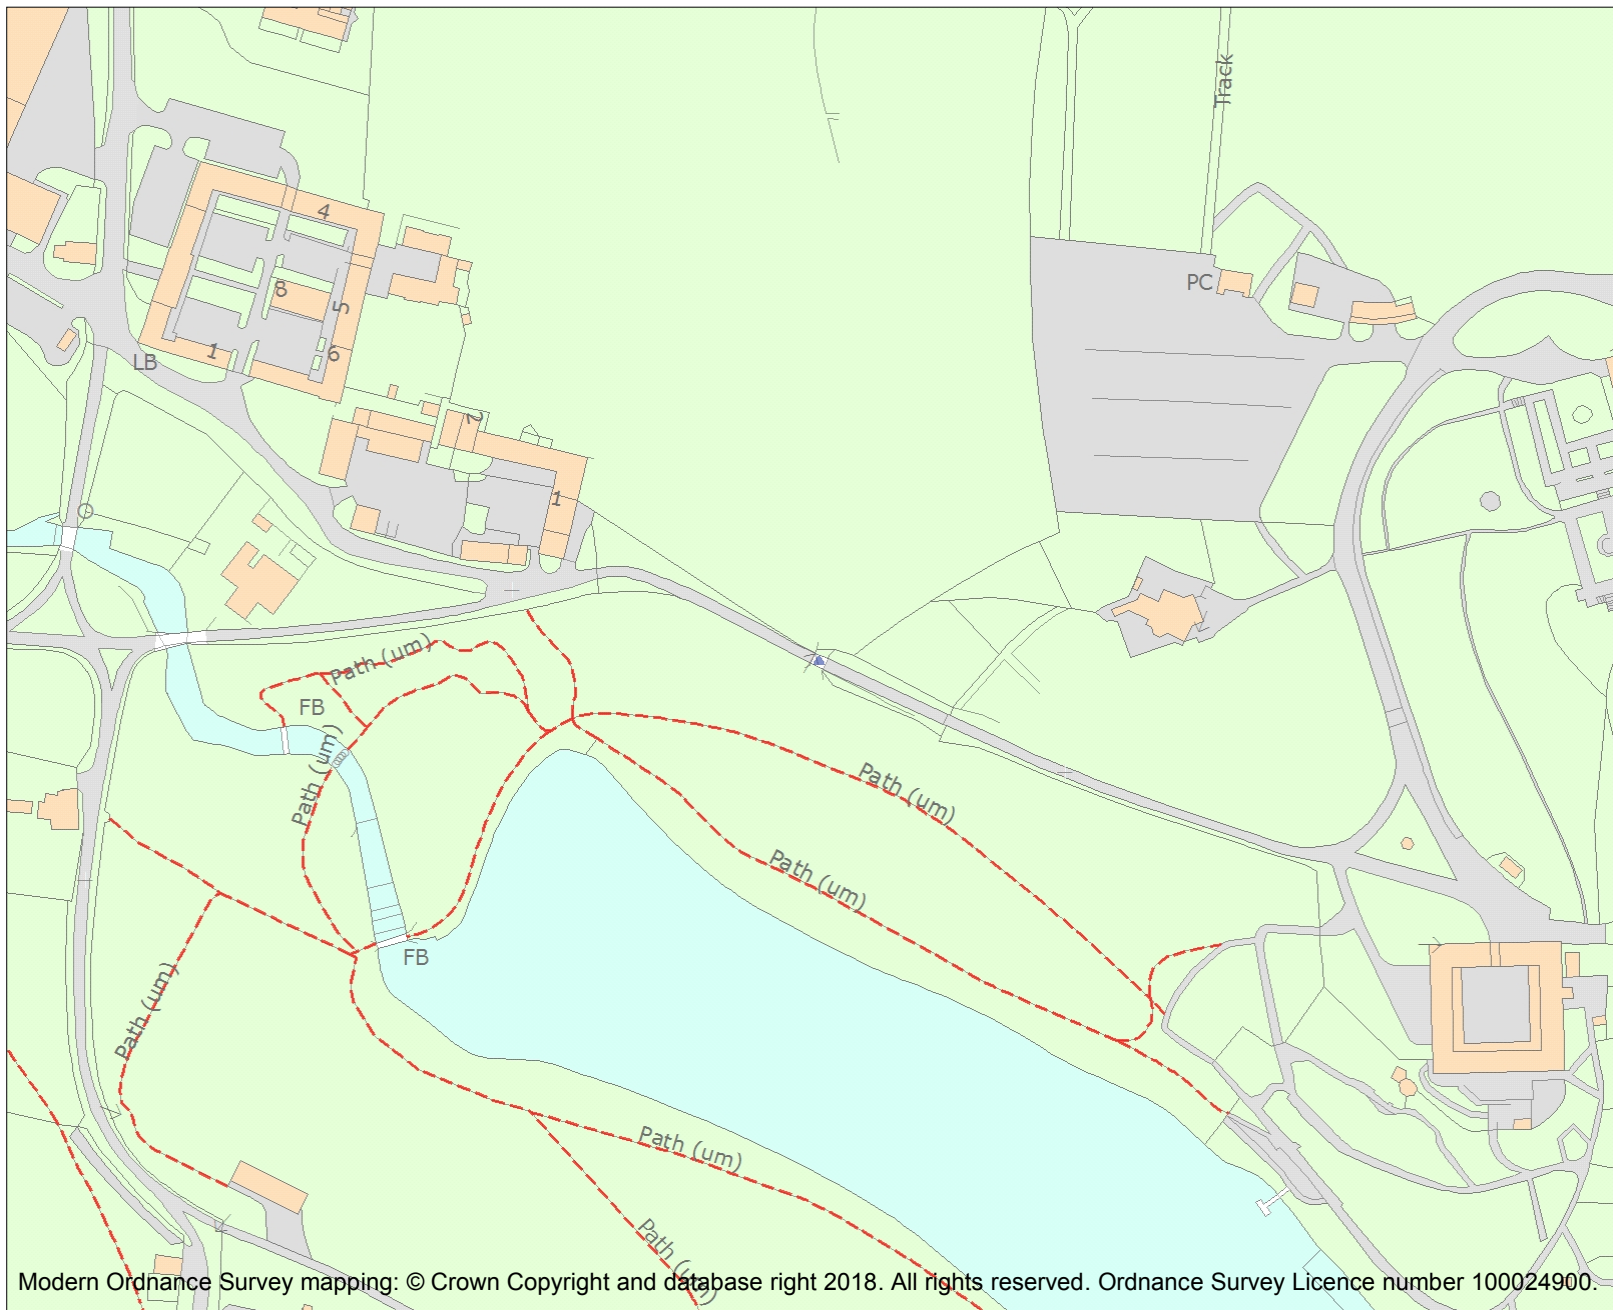 Track
4
PC
8
5
1
6
LB
2
1
Path (um)
FB
Path (um)
Path (um)
Path (um)
FB
Path (um)
Path (um)
Path (um)
Modern Ordnance Survey mapping: © Crown Copyright and database right 2018. All rights reserved. Ordnance Survey Licence number 100024900.